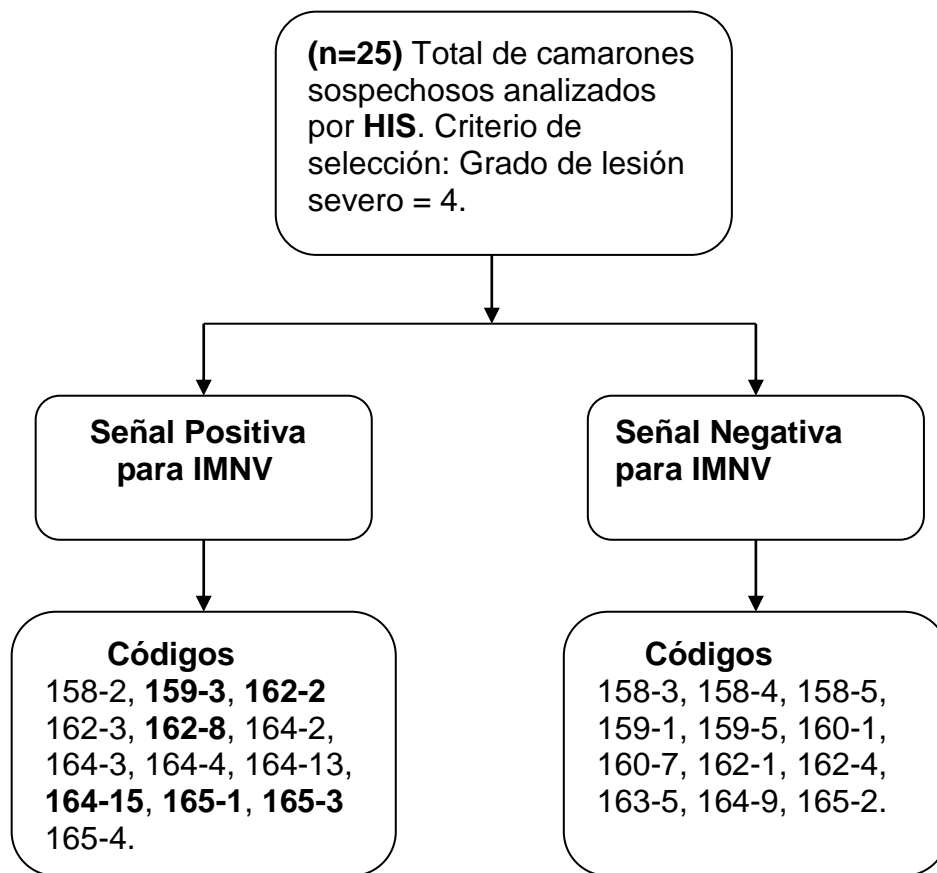 (n=25) Total de camarones
sospechosos analizados
por HIS. Criterio de
selección: Grado de lesión
severo = 4.
Señal Positiva
para IMNV
Señal Negativa
para IMNV
Códigos
158-2, 159-3, 162-2
162-3, 162-8, 164-2,
164-3, 164-4, 164-13,
164-15, 165-1, 165-3
165-4.
Códigos
158-3, 158-4, 158-5,
159-1, 159-5, 160-1,
160-7, 162-1, 162-4,
163-5, 164-9, 165-2.